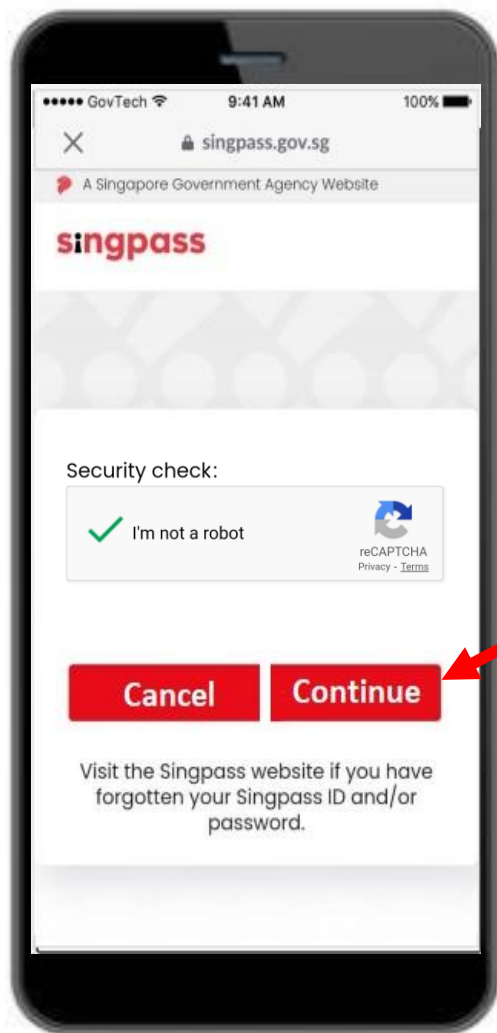 ●●●●● GovTech 9:41 AM 100%
singpass.gov.sg
A Singapore Government Agency Website
singpass
Security check:
I'm not a robot
reCAPTCHA
Privacy - Terms
Cancel Continue
Visit the Singpass website if you have
forgotten your Singpass ID and/or
password.